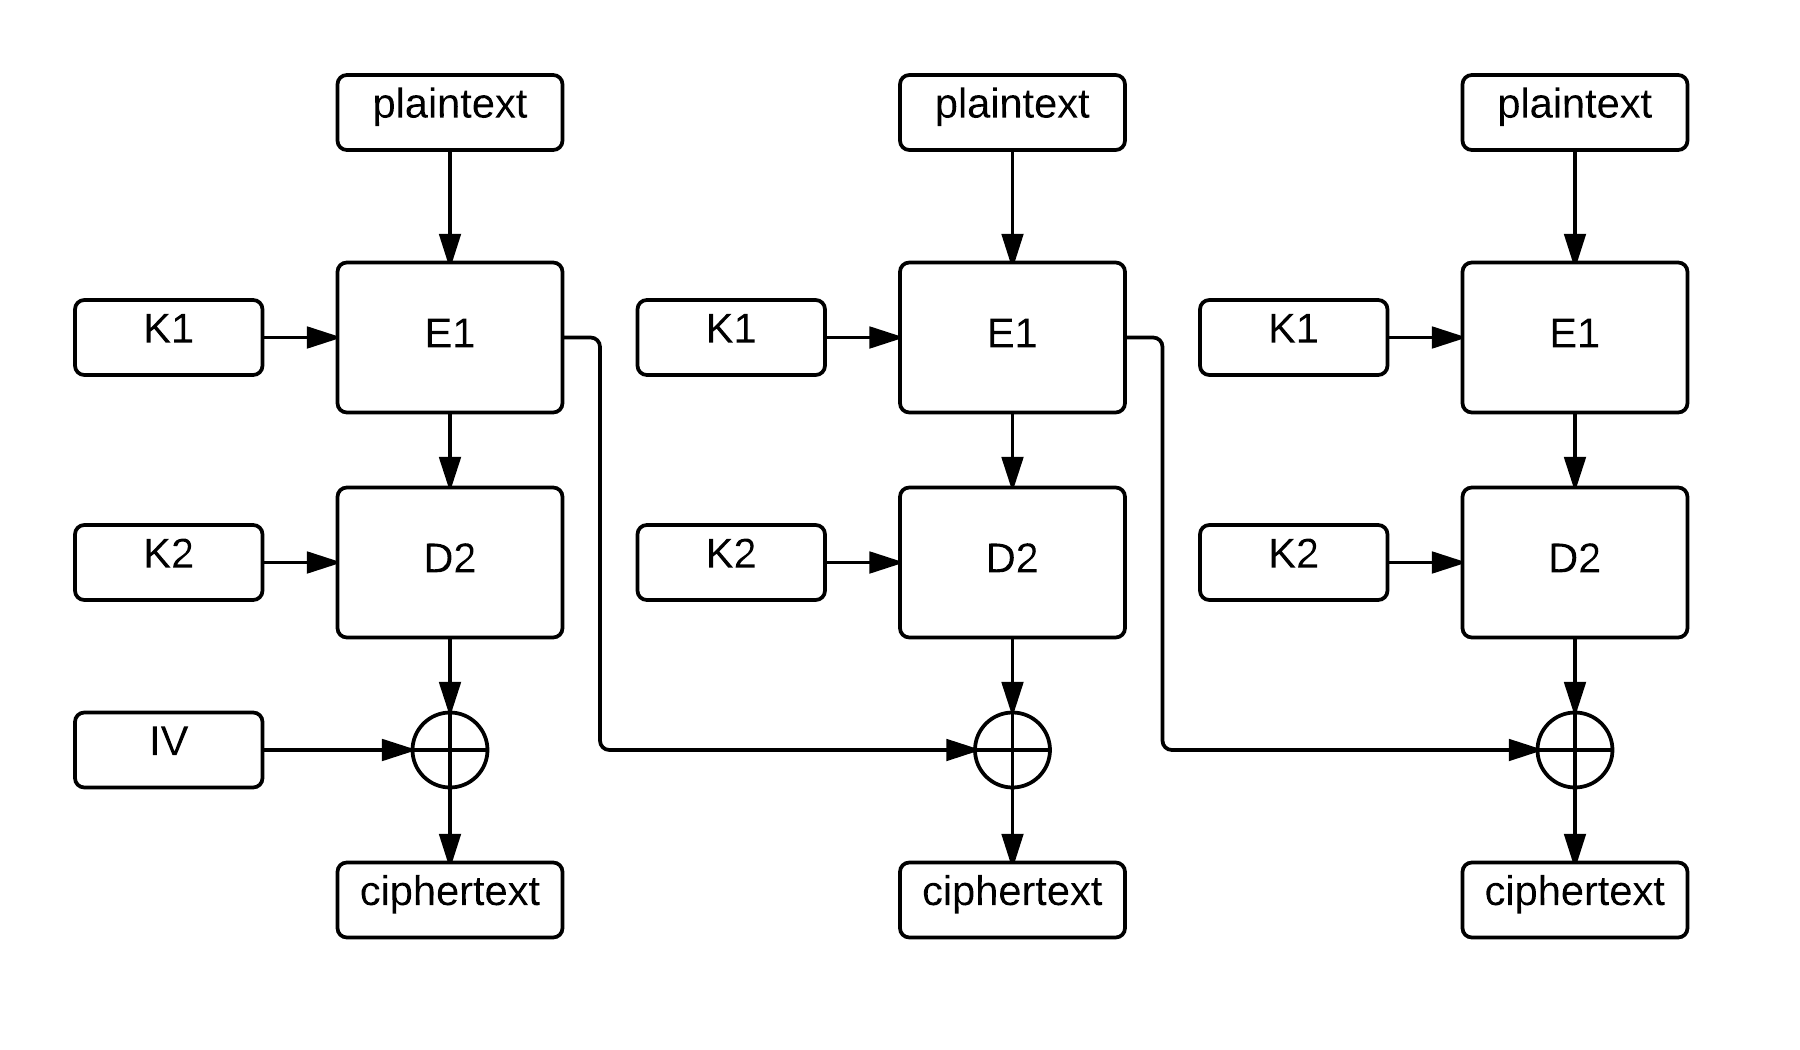 plaintext
plaintext
plaintext
K1
E1
K1
E1
K1
E1
K2
D2
K2
D2
K2
D2
IV
ciphertext
ciphertext
ciphertext